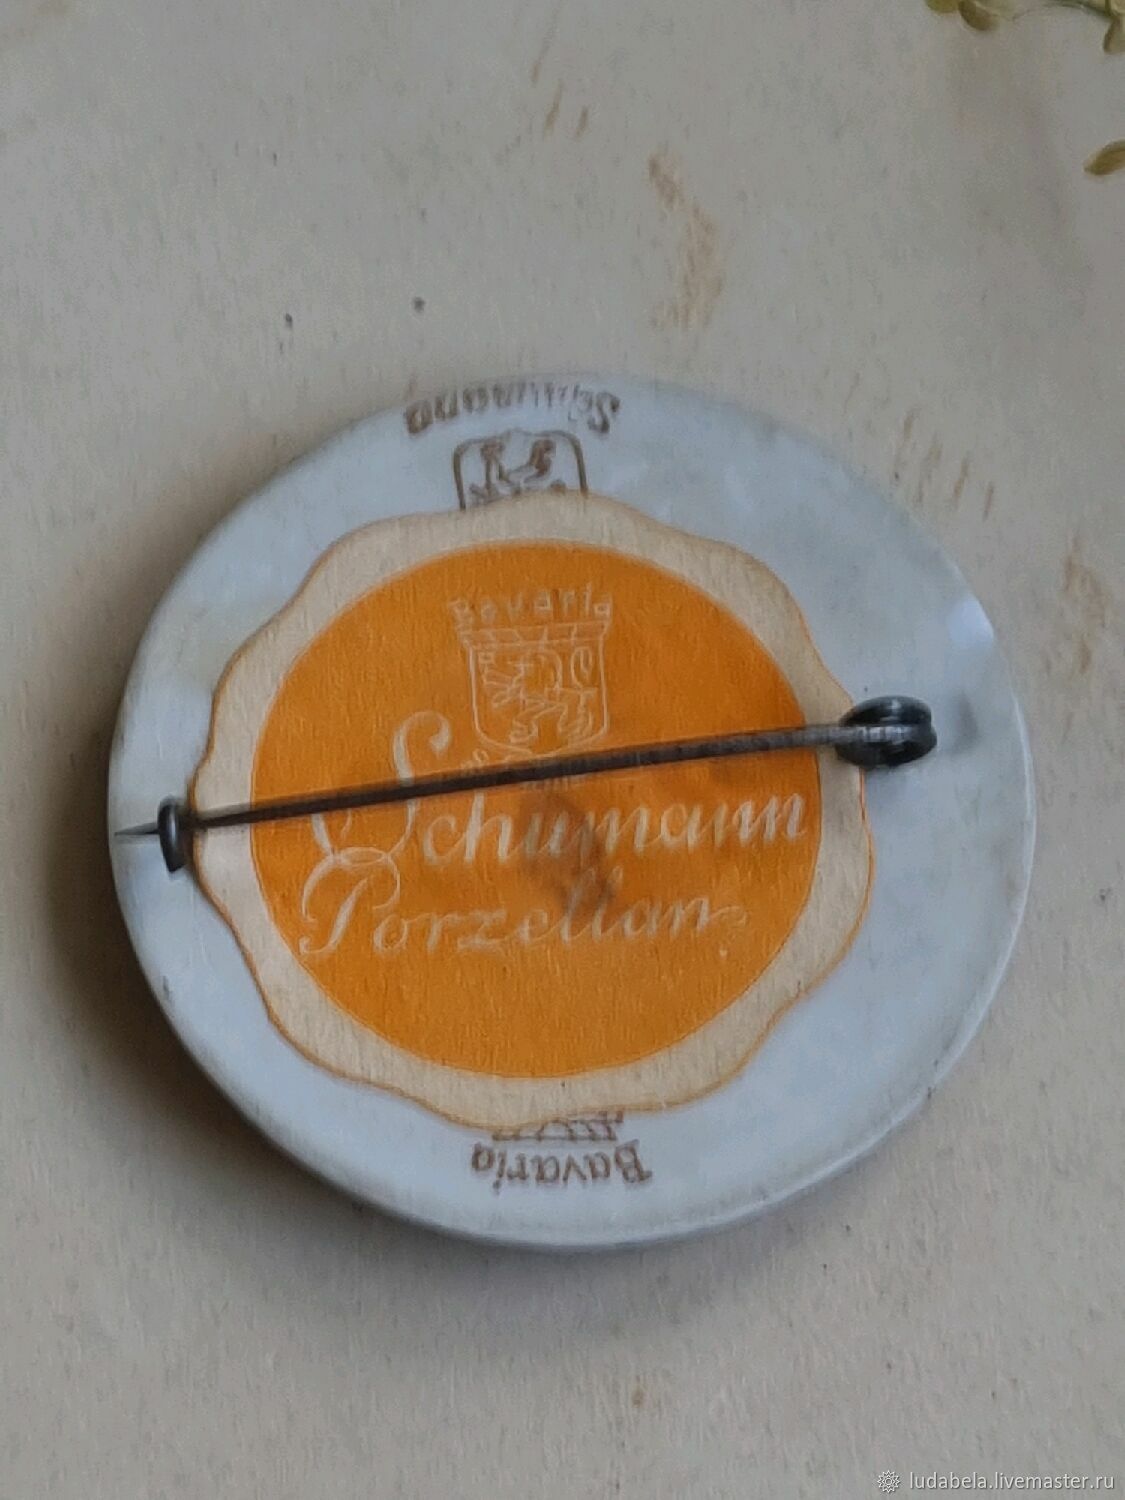 Schumann
Bavaria
Schumann
Porzellan
Bavaria
ludabela.livemaster.ru